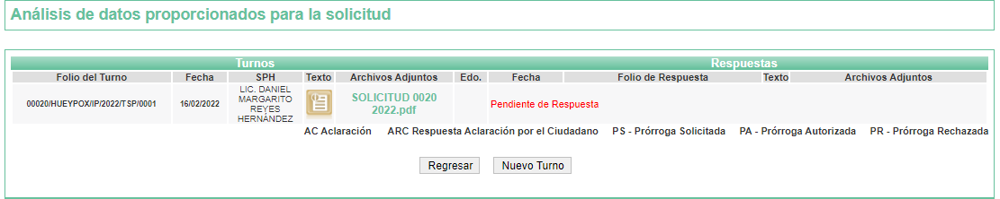 Análisis de datos proporcionados para la solicitud
Turnos Respuestas
Folio del Turno Fecha SPH Texto Archivos Adjuntos Edo. Fecha Folio de Respuesta Texto Archivos Adjuntos
00020/HUEYPOX/IP/2022/TSP/0001 16/02/2022 LIC. DANIEL MARGARITO REYES HERNÁNDEZ SOLICITUD 0020 2022.pdf Pendiente de Respuesta
AC Aclaración ARC Respuesta Aclaración por el Ciudadano PS - Prórroga Solicitada PA - Prórroga Autorizada PR - Prórroga Rechazada
Regresar Nuevo Turno